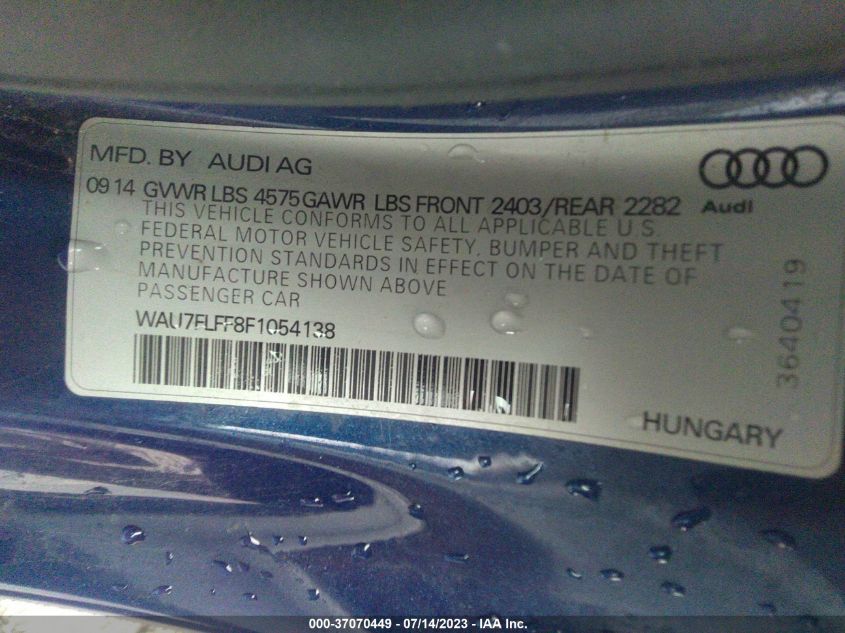 MFD. BY AUDI AG
09 14 GVWR LBS 4575 GAWR LBS FRONT 2403/REAR 2282
Audi
THIS VEHICLE CONFORMS TO ALL APPLICABLE U S.
FEDERAL MOTOR VEHICLE SAFETY, BUMPER AND THEFT
PREVENTION STANDARDS IN EFFECT ON THE DATE OF
MANUFACTURE SHOWN ABOVE
PASSENGER CAR
WAU7FLFF8F1054138
3640419
HUNGARY
000-37070449 - 07/14/2023 - IAA Inc.